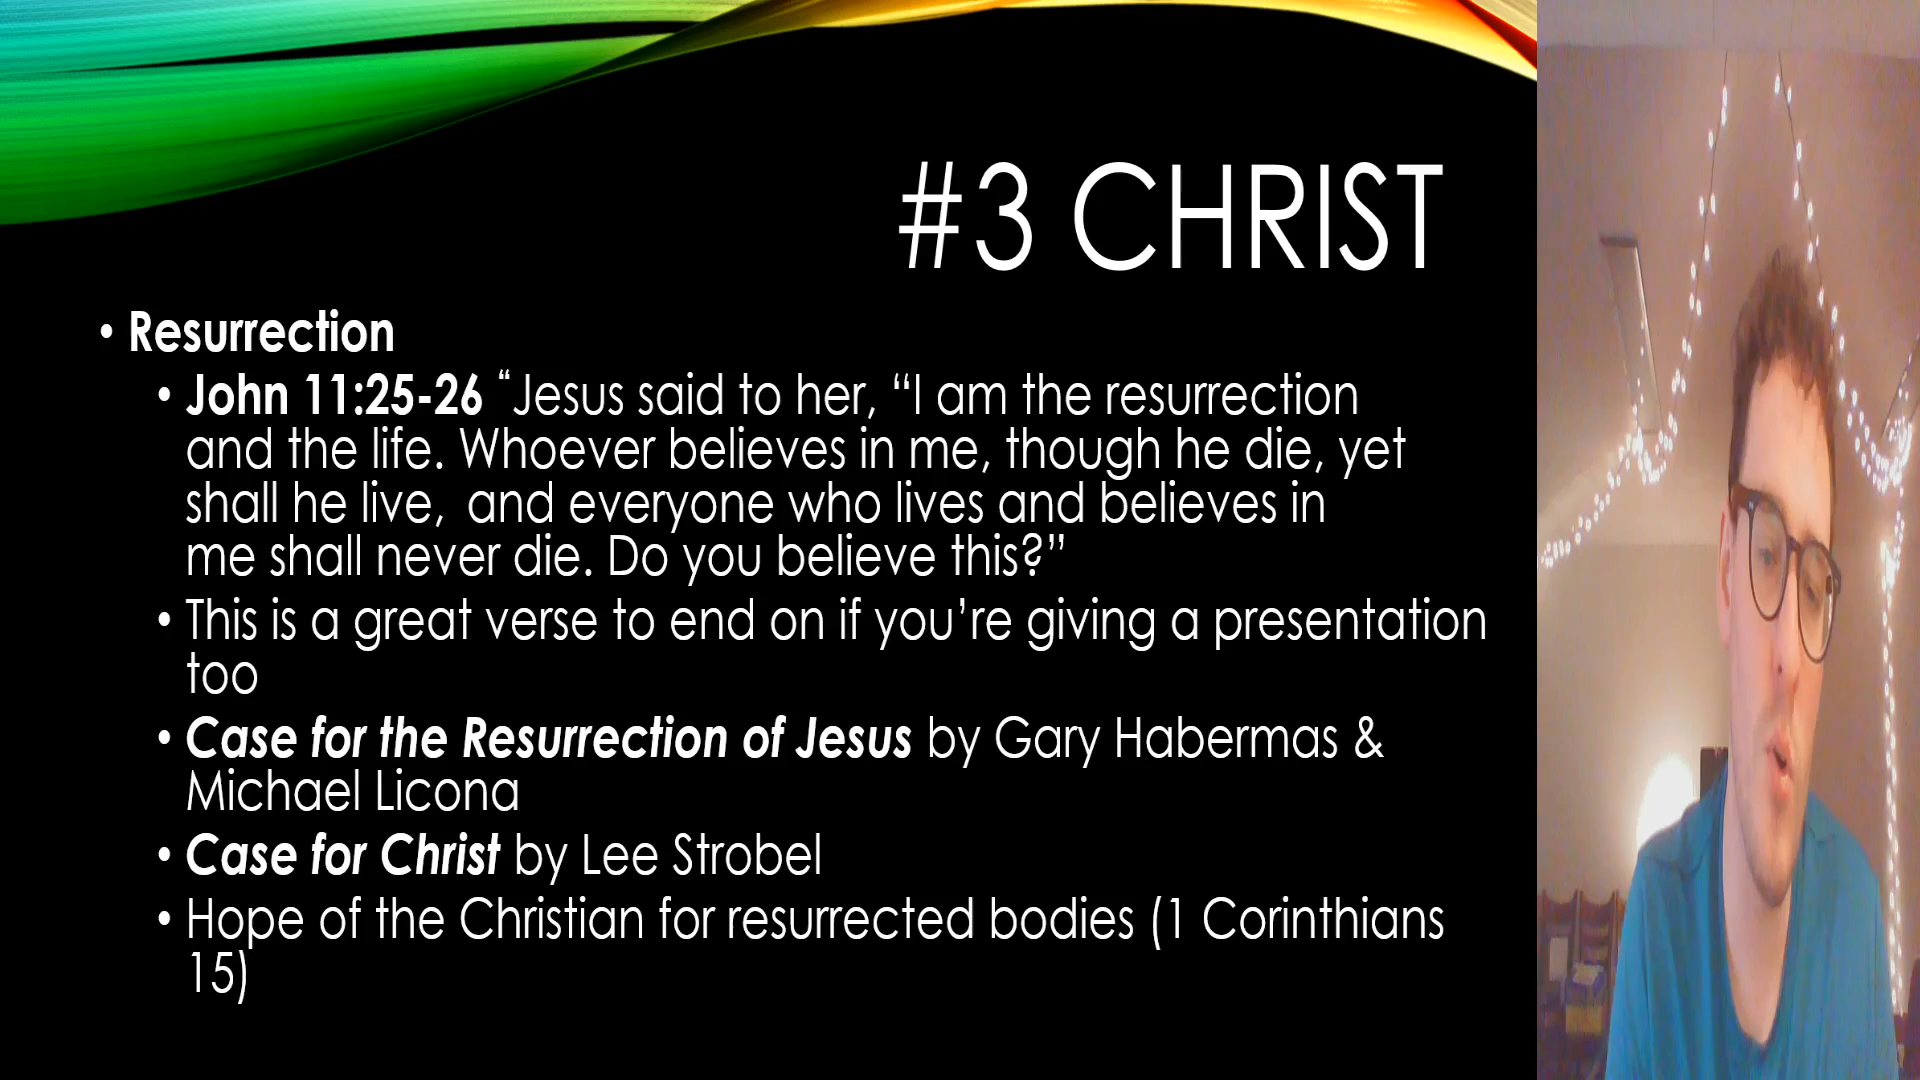 #3 CHRIST
• Resurrection
• John 11:25-26 “Jesus said to her, “I am the resurrection
and the life. Whoever believes in me, though he die, yet
shall he live, and everyone who lives and believes in
me shall never die. Do you believe this?”
• This is a great verse to end on if you’re giving a presentation
too
• Case for the Resurrection of Jesus by Gary Habermas &
Michael Licona
• Case for Christ by Lee Strobel
• Hope of the Christian for resurrected bodies (1 Corinthians
15)